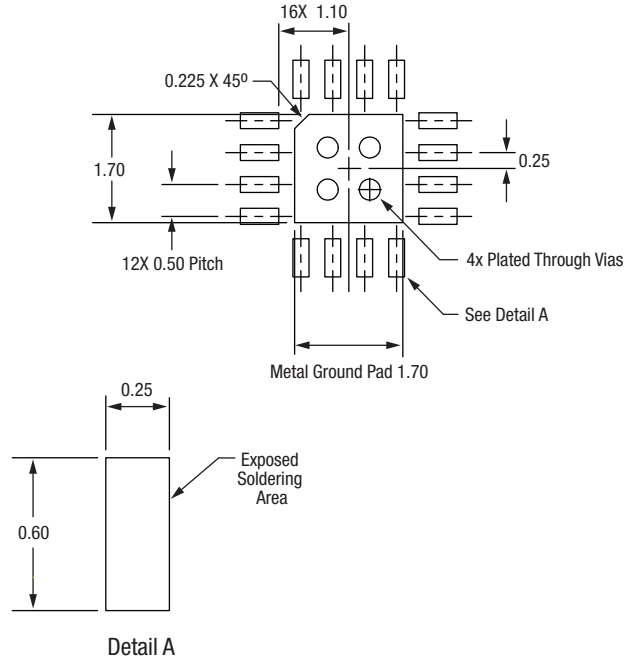 16X 1.10
0.225 X 45º
1.70
0.25
12X 0.50 Pitch
4x Plated Through Vias
See Detail A
Metal Ground Pad 1.70
0.25
Exposed
Soldering
Area
0.60
Detail A